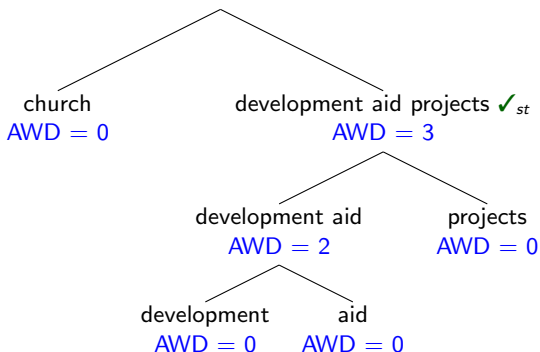 church
AWD = 0
development aid projects ✓st
AWD = 3
development aid
AWD = 2
projects
AWD = 0
development
AWD = 0
aid
AWD = 0